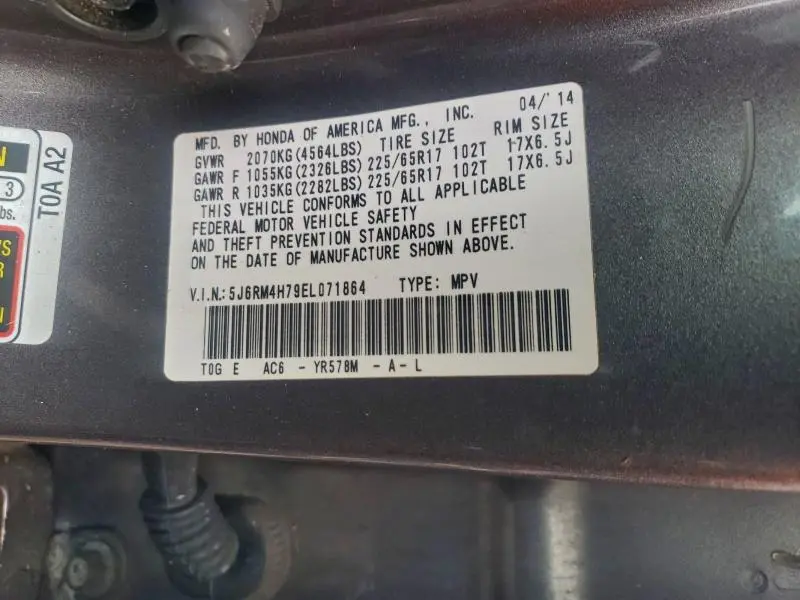 MFD. BY HONDA OF AMERICA MFG., INC. 04/'14
GVWR 2070KG(4564LBS) TIRE SIZE RIM SIZE
GAWR F 1055KG(2326LBS) 225/65R17 102T 17X6.5J
GAWR R 1035KG(2282LBS) 225/65R17 102T 17X6.5J
THIS VEHICLE CONFORMS TO ALL APPLICABLE
FEDERAL MOTOR VEHICLE SAFETY
AND THEFT PREVENTION STANDARDS IN EFFECT
ON THE DATE OF MANUFACTURE SHOWN ABOVE.
V.I.N.: 5J6RM4H79EL071864 TYPE: MPV
T0G E AC6 - YR578M - A - L
T0A A2
N
3
bs.
'S
R
N